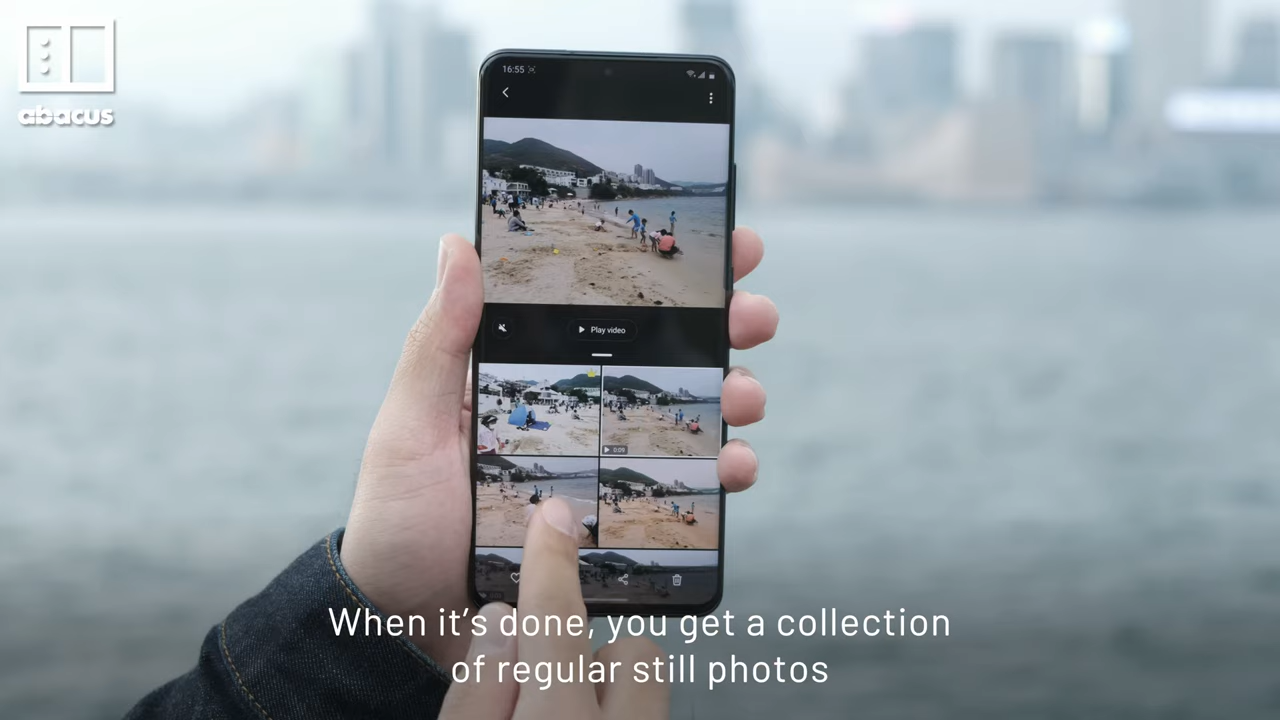 abacus
16:55
Play video
0:09
When it's done, you get a collection
of regular still photos